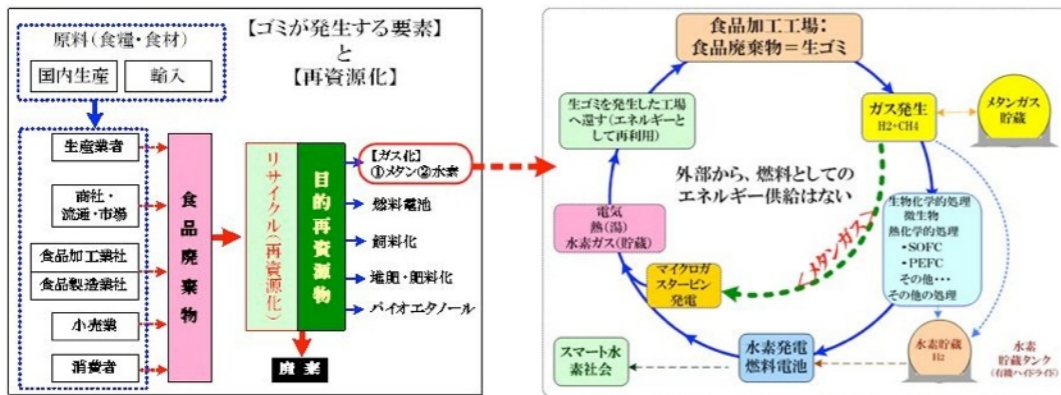 【ゴミが発生する要素】
と
【再資源化】
原料(食糧・食材)
国内生産
輸入
生産業者
商社・
流通・市場
食品加工業社
食品製造業社
小売業
消費者
食品廃棄物
リサイクル(再資源化)
目的再資源物
【ガス化】
①メタン②水素
燃料電池
飼料化
堆肥・肥料化
バイオエタノール
廃棄
食品加工工場:
食品廃棄物=生ゴミ
生ゴミを発生した工場
へ還す(エネルギーと
して再利用)
ガス発生
H2+CH4
メタンガス
貯蔵
外部から、燃料としての
エネルギー供給はない
電気
熱(湯)
水素ガス(貯蔵)
<メタンガス>
マイクロガ
スタービン
発電
生物化学的処理
微生物
熱化学的処理
・SOFC
・PEFC
その他・・・
その他の処理
スマート水
素社会
水素発電
燃料電池
水素貯蔵
H2
水素
貯蔵タンク
(有機ハイドライド)